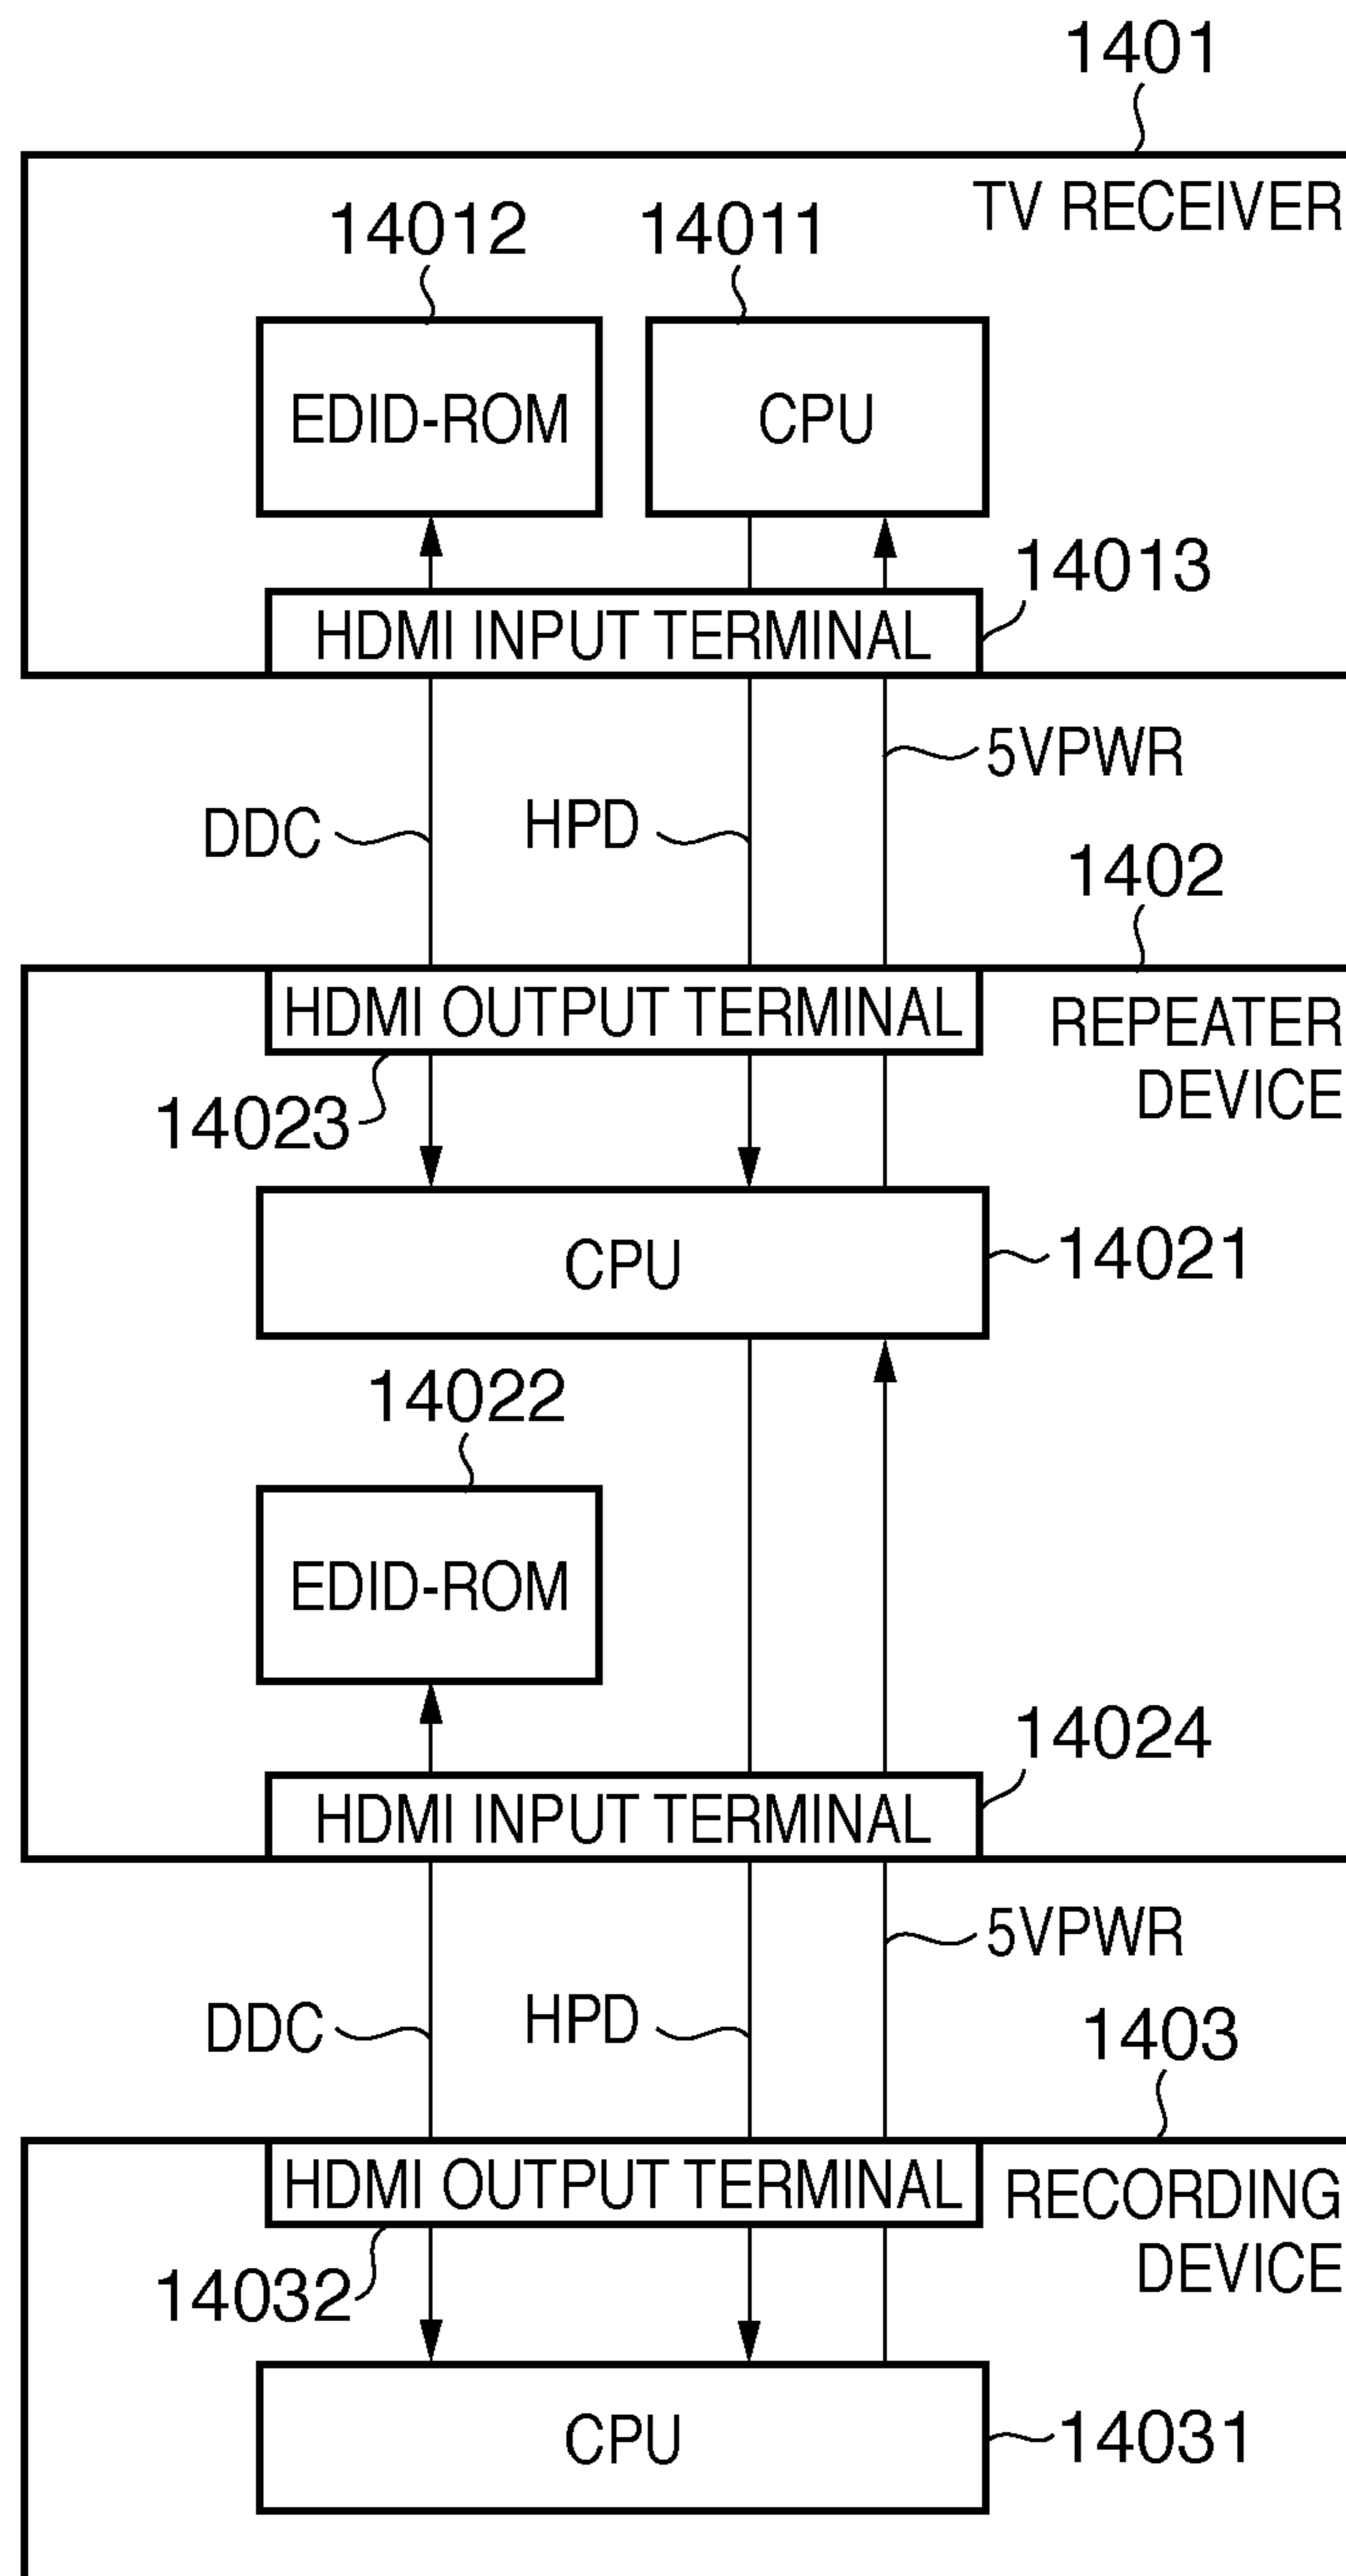 1401
TV RECEIVER
14012
14011
EDID-ROM
CPU
14013
HDMI INPUT TERMINAL
5VPWR
DDC
HPD
1402
HDMI OUTPUT TERMINAL
REPEATER
DEVICE
14023
CPU
14021
14022
EDID-ROM
14024
HDMI INPUT TERMINAL
5VPWR
DDC
HPD
1403
HDMI OUTPUT TERMINAL
RECORDING
DEVICE
14032
CPU
14031